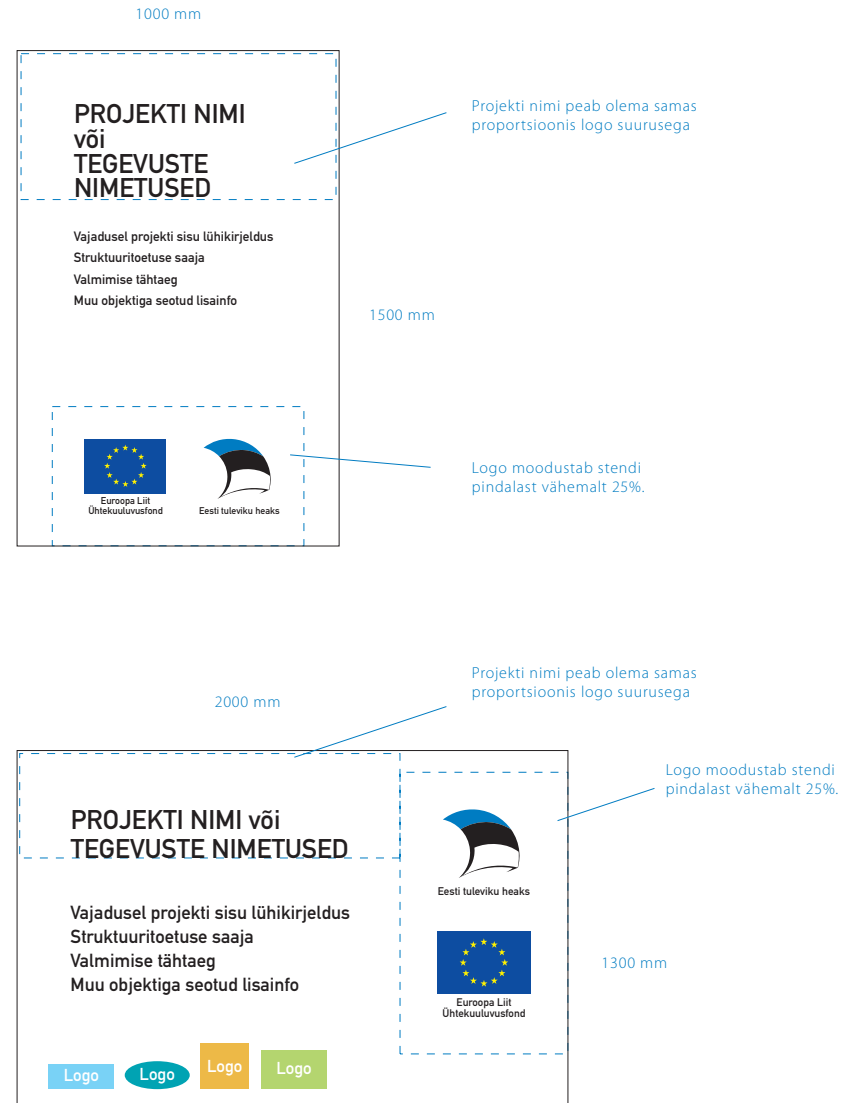 1000 mm
PROJEKTI NIMI
või
TEGEVUSTE
NIMETUSED
Projekti nimi peab olema samas
proportsioonis logo suurusega
Vajadusel projekti sisu lühikirjeldus
Struktuuritoetuse saaja
Valmimise tähtaeg
Muu objektiga seotud lisainfo
1500 mm
Logo moodustab stendi
pindalast vähemalt 25%.
Euroopa Liit
Ühtekuuluvusfond
Eesti tuleviku heaks
Projekti nimi peab olema samas
proportsioonis logo suurusega
2000 mm
Logo moodustab stendi
pindalast vähemalt 25%.
PROJEKTI NIMI või
TEGEVUSTE NIMETUSED
Eesti tuleviku heaks
Vajadusel projekti sisu lühikirjeldus
Struktuuritoetuse saaja
Valmimise tähtaeg
Muu objektiga seotud lisainfo
1300 mm
Euroopa Liit
Ühtekuuluvusfond
Logo
Logo
Logo
Logo